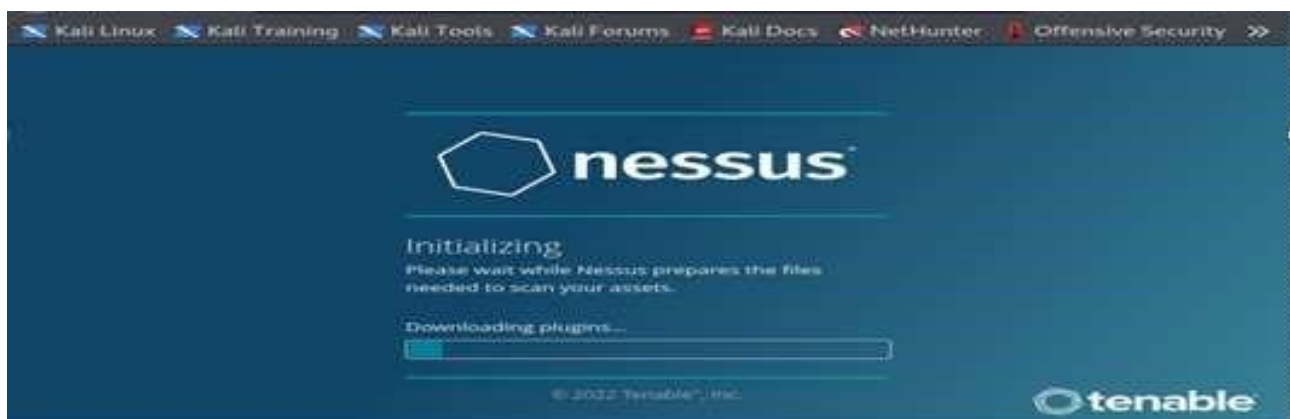 Kali Linux Kali Training Kali Tools Kali Forums Kali Docs NetHunter Offensive Security »
nessus
Initializing
Please wait while Nessus prepares the files
needed to scan your assets.
Downloading plugins...
© 2022 Tenable®, Inc.
tenable